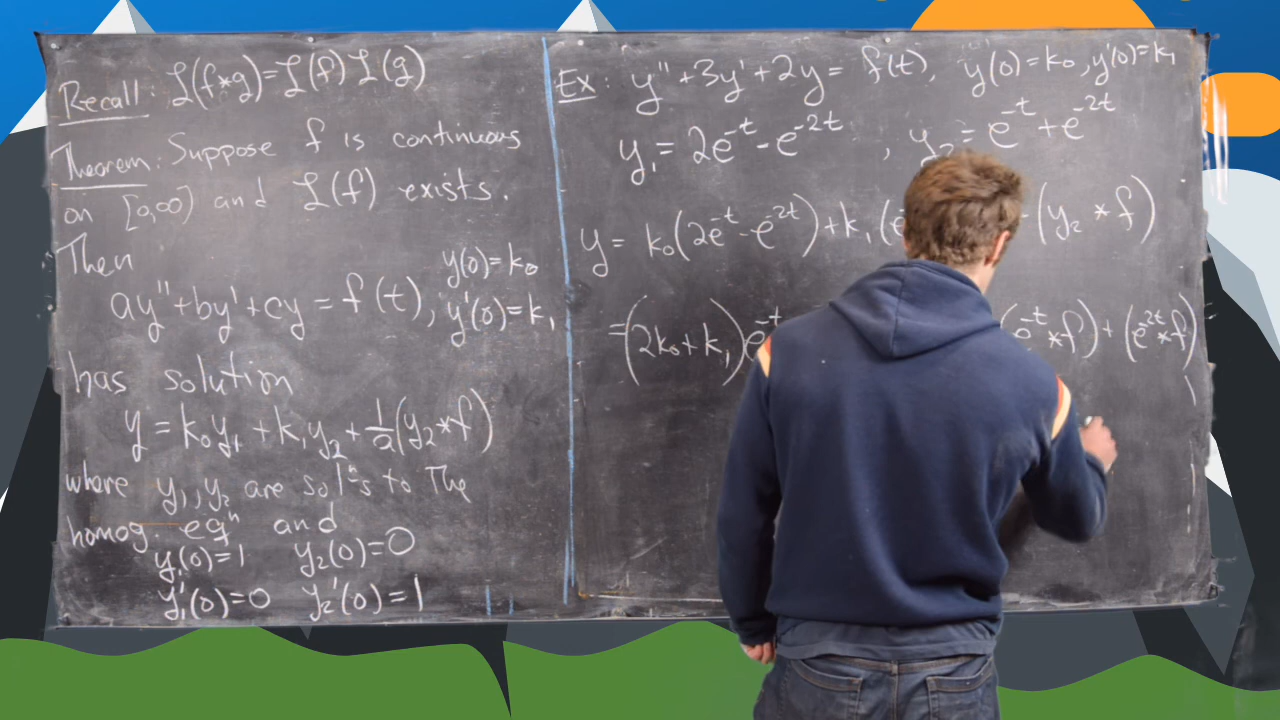 Recall: ℒ(f*g)=ℒ(f)ℒ(g)
Theorem: Suppose f is continuous
on [0,∞) and ℒ(f) exists.
Then
ay''+by'+cy = f(t), y(0)=k₀ y'(0)=k₁
has solution
y = k₀y₁ + k₁y₂ + 1/a(y₂*f)
where y₁, y₂ are solⁿs to the
homog. eqⁿ and
y₁(0)=1 y₂(0)=0
y₁'(0)=0 y₂'(0)=1
Ex: y''+3y'+2y = f(t), y(0)=k₀, y'(0)=k₁
y₁ = 2e^{-t} - e^{-2t}, y₂ = e^{-t}+e^{-2t}
y = k₀(2e^{-t} - e^{-2t}) + k₁(e (y₂ * f)
=(2k₀+k₁)e^{-t} (e^{-t}*f) + (e^{-2t}*f)